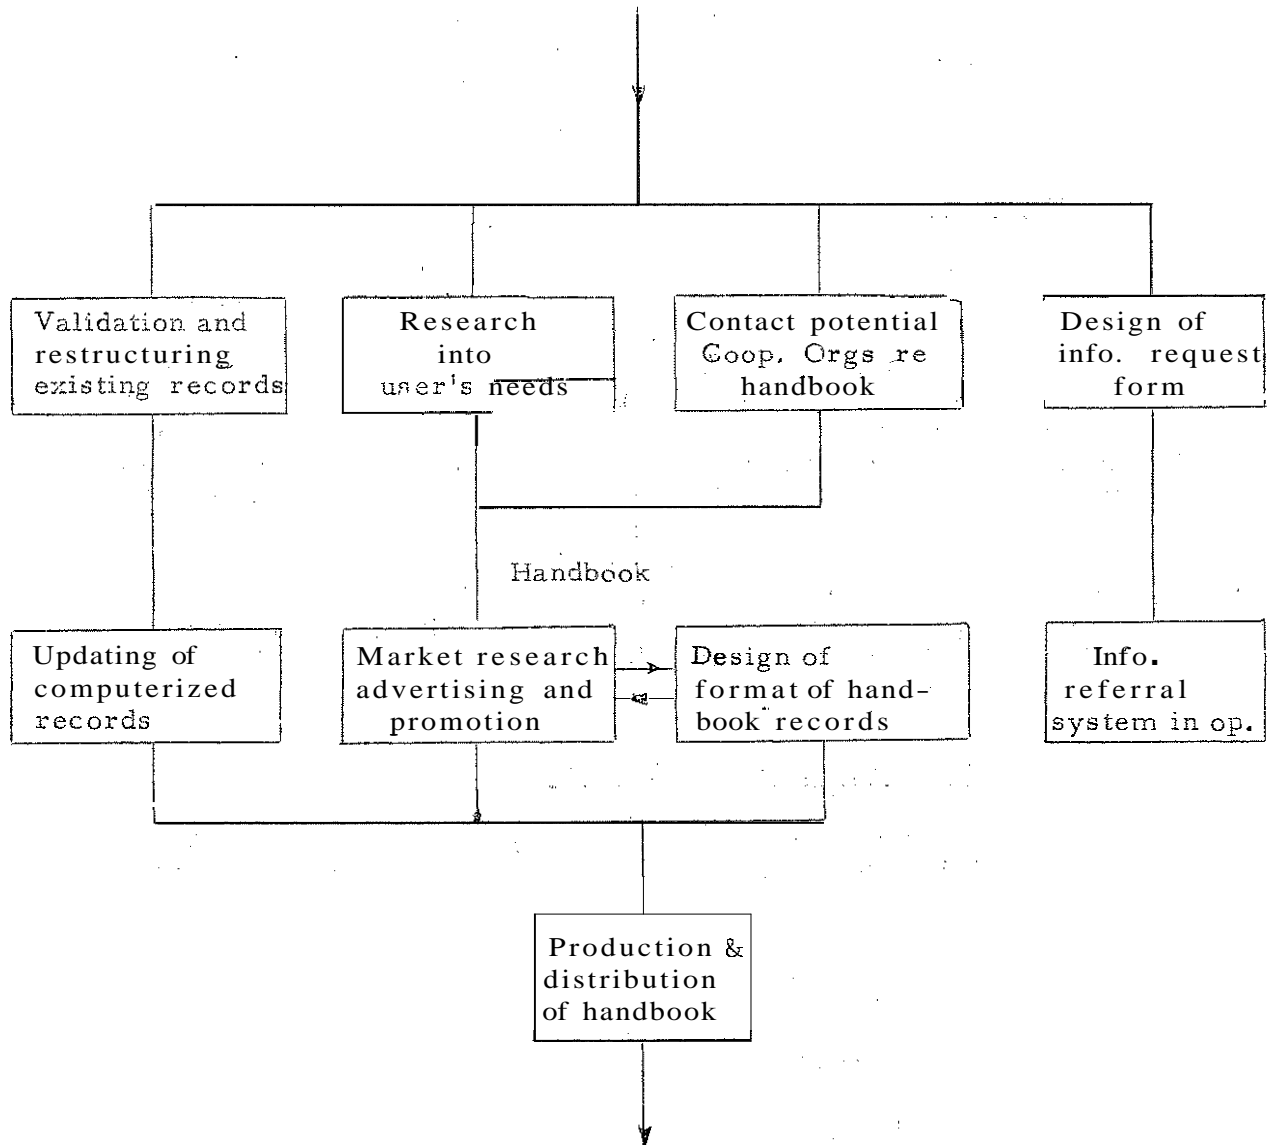 Validation and
restructuring
existing records
Research
into
user's needs
Contact potential
Coop. Orgs re
handbook
Design of
info. request
form
Handbook
Updating of
computerized
records
Market research
advertising and
promotion
Design of
format of hand-
book records
Info.
referral
system in op.
Production &
distribution
of handbook